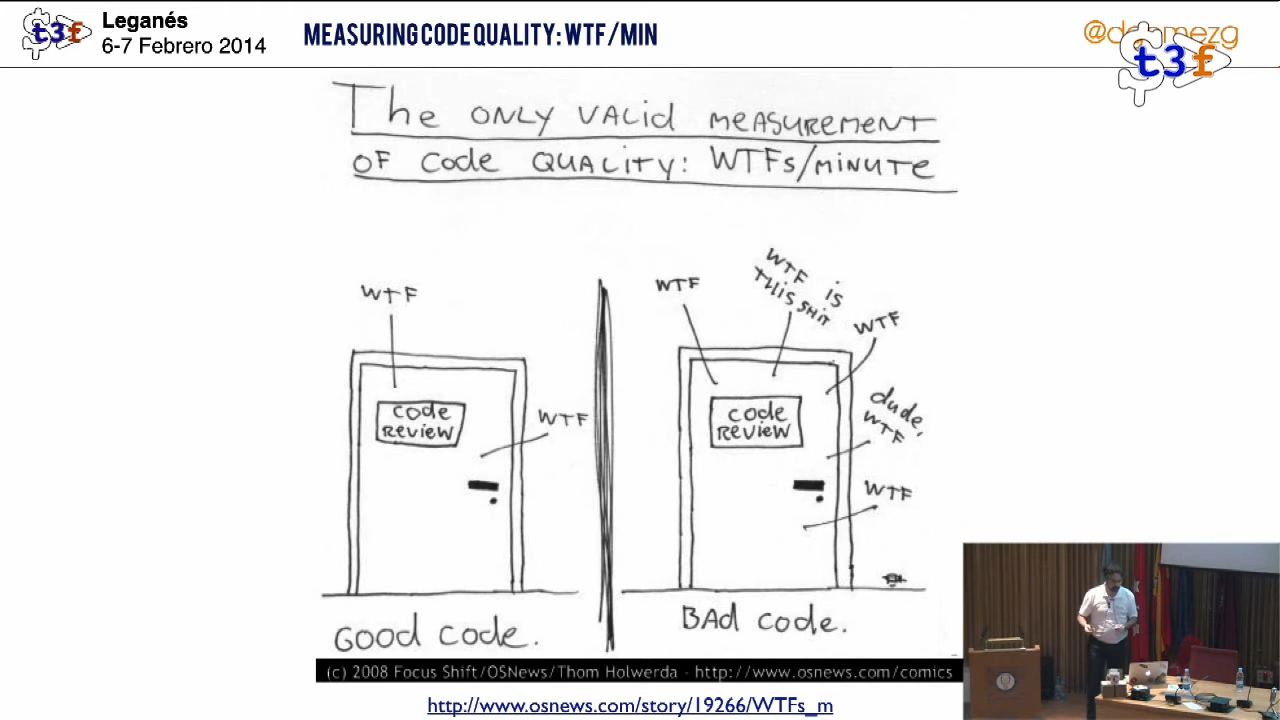 t3f
Leganés
6-7 Febrero 2014
MEASURING CODE QUALITY: WTF/MIN
t3f
The ONLY VALid MEASUREMENT
OF Code QUALITY: WTFs/MINUTE
WTF
Code
REVIEW
WTF
GOOD CODE.
WTF
WTF iS
THiS SHiT
WTF
dude,
WTF
Code
REVIEW
WTF
BAd code.
(c) 2008 Focus Shift/OSNews/Thom Holwerda - http://www.osnews.com/comics
http://www.osnews.com/story/19266/WTFs_m